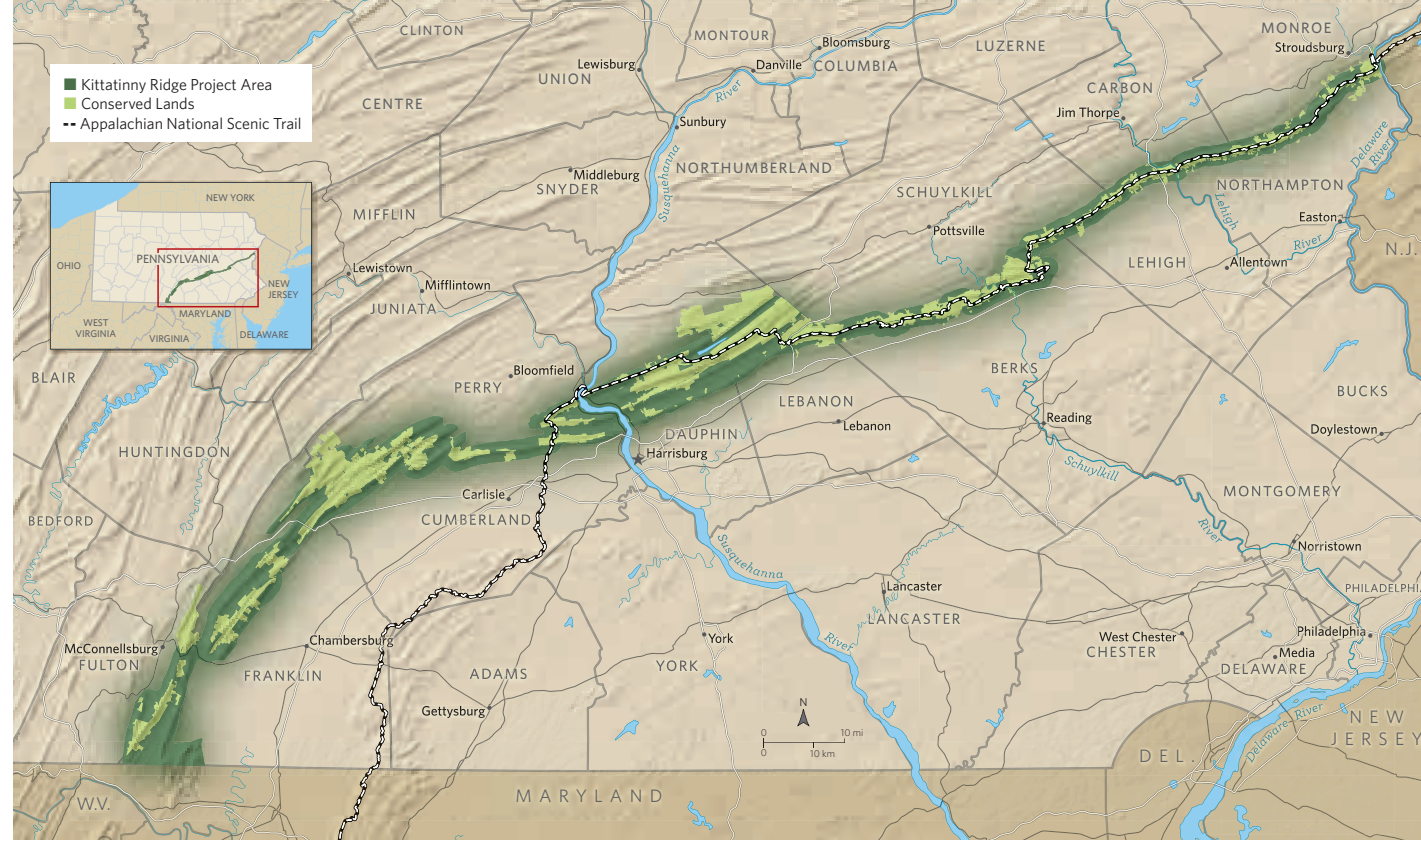 Kittatinny Ridge Project Area
Conserved Lands
Appalachian National Scenic Trail
NEW YORK
PENNSYLVANIA
OHIO
NEW
JERSEY
MARYLAND
WEST
VIRGINIA
VIRGINIA
DELAWARE
CLINTON
MONTOUR
Bloomsburg
COLUMBIA
LUZERNE
MONROE
Stroudsburg
Lewisburg
UNION
Danville
River
CENTRE
CARBON
Jim Thorpe
Sunbury
Susquehanna
NORTHUMBERLAND
Delaware
River
Middleburg
SNYDER
SCHUYLKILL
NORTHAMPTON
MIFFLIN
Lehigh
Easton
Pottsville
River
N.J.
Lewistown
Mifflintown
JUNIATA
LEHIGH
Allentown
BLAIR
Bloomfield
PERRY
BERKS
BUCKS
LEBANON
Lebanon
Reading
Doylestown
HUNTINGDON
DAUPHIN
Harrisburg
Schuylkill
River
Carlisle
CUMBERLAND
MONTGOMERY
BEDFORD
Susquehanna
River
Norristown
Lancaster
LANCASTER
PHILADELPHIA
McConnellsburg
FULTON
Chambersburg
York
YORK
West Chester
CHESTER
Philadelphia
Media
DELAWARE
FRANKLIN
ADAMS
Gettysburg
N
0
10 mi
0
10 km
Delaware River
NEW
JERSEY
DEL.
W.V.
MARYLAND